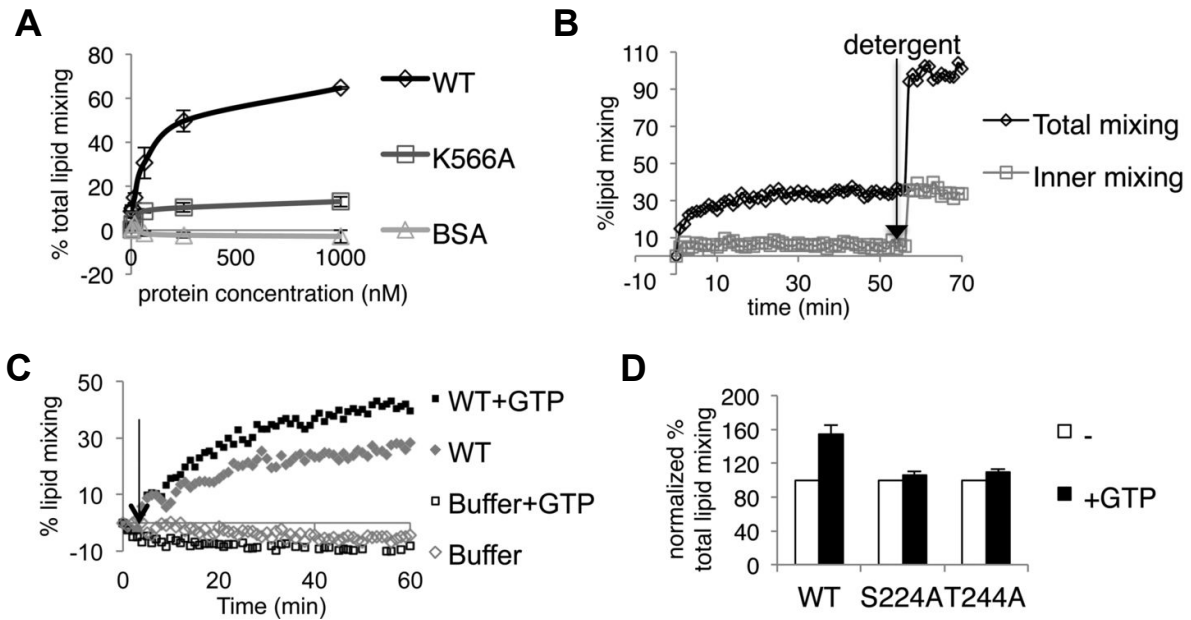 A
80
60
40
20
0
-20
% total lipid mixing
0 500 1000
protein concentration (nM)
WT
K566A
BSA
B
detergent
110
90
70
50
30
10
-10
%lipid mixing
10 30 50 70
time (min)
Total mixing
Inner mixing
C
50
30
10
-10
% lipid mixing
0 20 40 60
Time (min)
WT+GTP
WT
Buffer+GTP
Buffer
D
200
160
120
80
40
0
normalized %
total lipid mixing
WT S224A T244A
-
+GTP